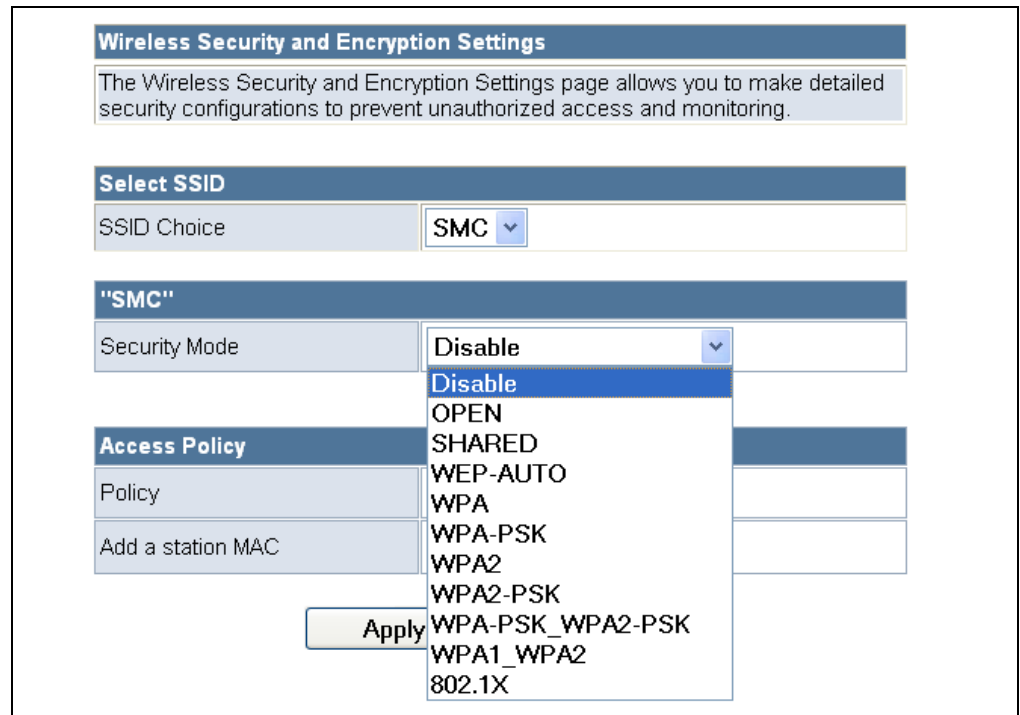 Wireless Security and Encryption Settings
The Wireless Security and Encryption Settings page allows you to make detailed
security configurations to prevent unauthorized access and monitoring.
Select SSID
SSID Choice SMC
"SMC"
Security Mode Disable
Disable
OPEN
SHARED
WEP-AUTO
WPA
WPA-PSK
WPA2
WPA2-PSK
WPA-PSK_WPA2-PSK
WPA1_WPA2
802.1X
Access Policy
Policy
Add a station MAC
Apply